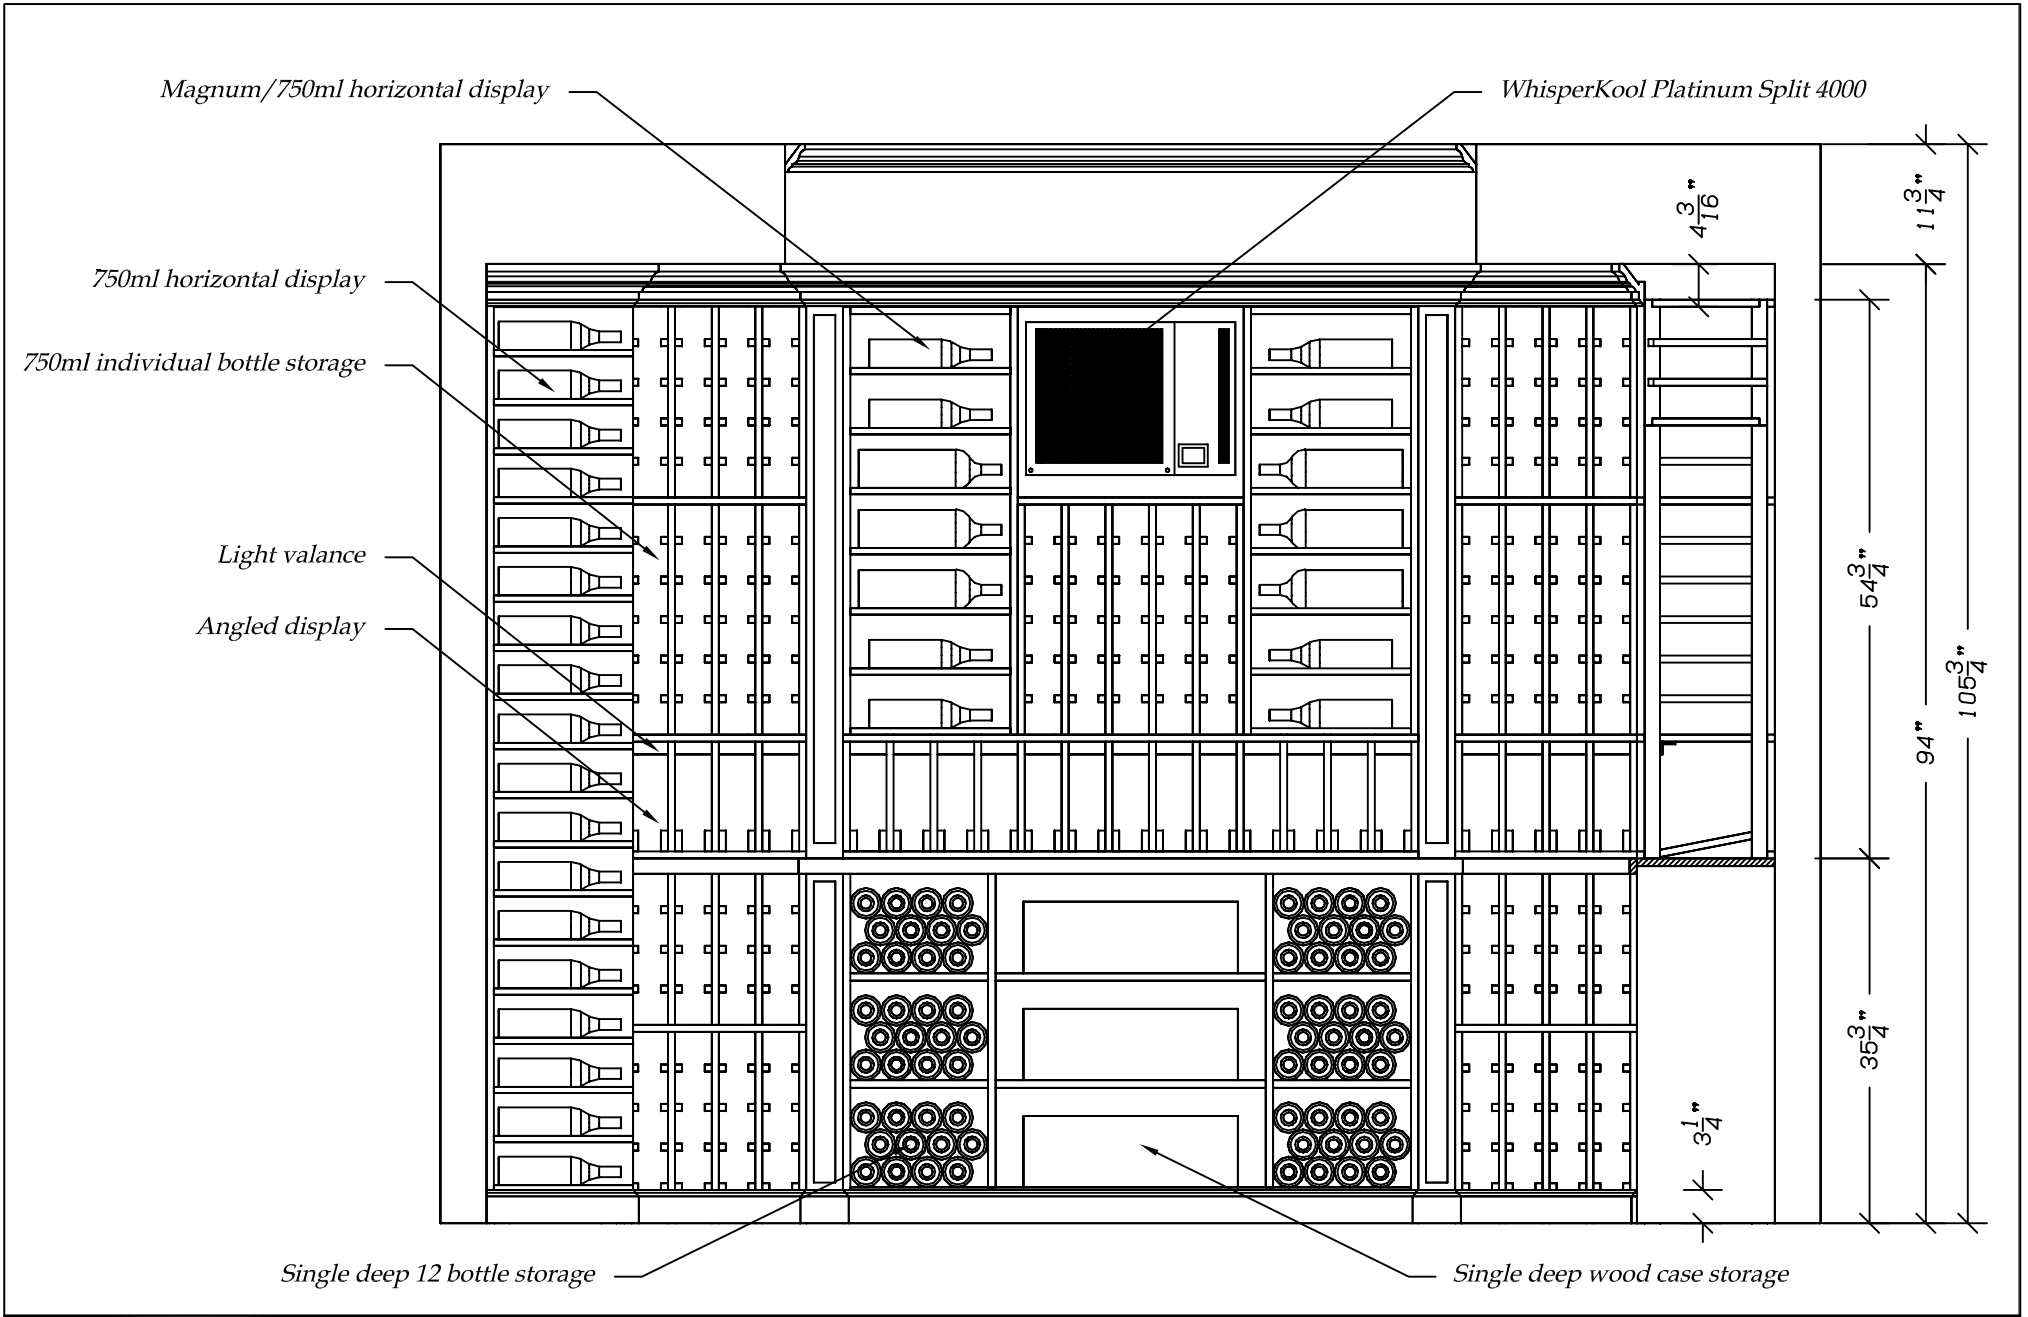 Magnum/750ml horizontal display
WhisperKool Platinum Split 4000
750ml horizontal display
750ml individual bottle storage
Light valance
Angled display
4 3/16"
11 3/4"
54 3/4"
105 3/4"
94"
35 3/4"
3 1/4"
Single deep 12 bottle storage
Single deep wood case storage